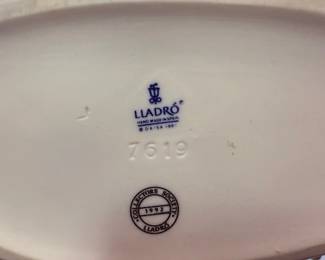 LLADRÓ
HAND MADE IN SPAIN
7619
COLLECTORS SOCIETY
1992
LLADRÓ